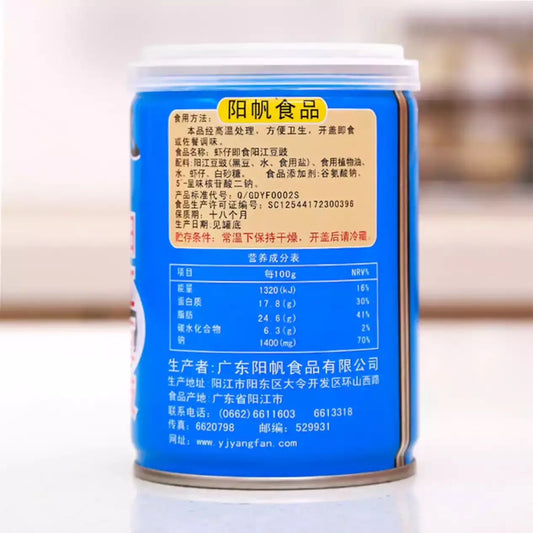 阳帆食品
食用方法:
本品经高温处理，方便卫生，开盖即食
或佐餐调味。
食品名称: 虾仔即食阳江豆豉
配料: 阳江豆豉(黑豆、水、食用盐)、食用植物油、
水、虾仔、白砂糖。 食品添加剂:谷氨酸钠、
5′-呈味核苷酸二钠。
产品标准代号: Q/GDYF0002S
食品生产许可证编号: SC12544172300396
保质期: 十八个月
生产日期: 见罐底
贮存条件: 常温下保持干燥，开盖后请冷藏
营养成分表
项目 每100g NRV%
能量 1320(kJ) 16%
蛋白质 17.8(g) 30%
脂肪 24.6(g) 41%
碳水化合物 6.3(g) 2%
钠 1400(mg) 70%
生产者: 广东阳帆食品有限公司
生产地址: 阳江市阳东区大令开发区环山西路
食品产地: 广东省阳江市
联系电话: (0662)6611603 6613318
传真: 6620798 邮编: 529931
网址: www.yjyangfan.com